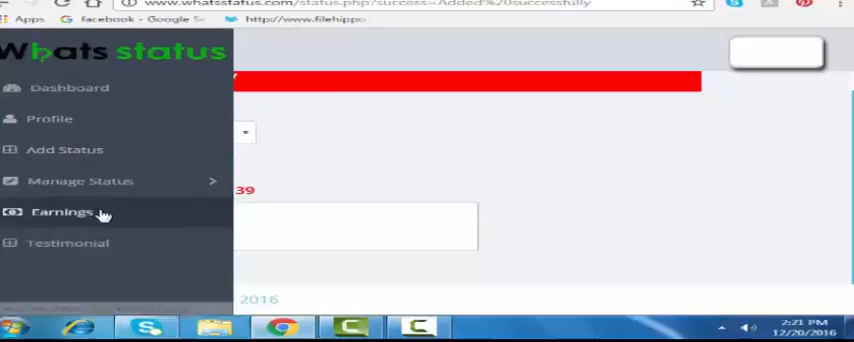 www.whatsstatus.com/status.php?success=Added%20successfully
Apps facebook - Google Se http://www.filehippo.
Whats status
Dashboard
Profile
Add Status
Manage Status >
39
Earnings
Testimonial
2016
2:21 PM
12/20/2016